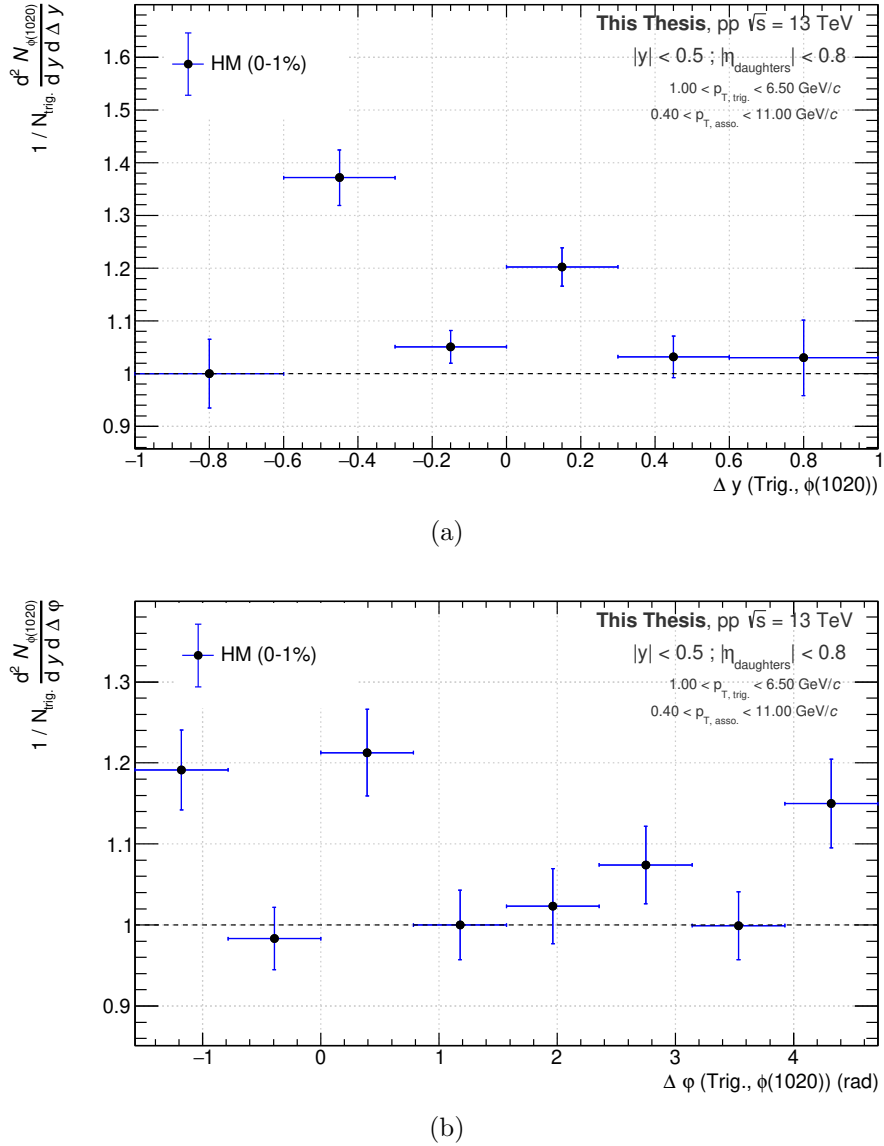 1 / N_trig. d² N_ϕ(1020) / d y d Δ y
This Thesis, pp √s = 13 TeV
HM (0-1%)
|y| < 0.5 ; |η_daughters| < 0.8
1.00 < p_T, trig. < 6.50 GeV/c
0.40 < p_T, asso. < 11.00 GeV/c
1.6
1.5
1.4
1.3
1.2
1.1
1
0.9
−1 −0.8 −0.6 −0.4 −0.2 0 0.2 0.4 0.6 0.8 1
Δ y (Trig., ϕ(1020))
(a)
1 / N_trig. d² N_ϕ(1020) / d y d Δ φ
This Thesis, pp √s = 13 TeV
HM (0-1%)
|y| < 0.5 ; |η_daughters| < 0.8
1.00 < p_T, trig. < 6.50 GeV/c
0.40 < p_T, asso. < 11.00 GeV/c
1.3
1.2
1.1
1
0.9
−1 0 1 2 3 4
Δ φ (Trig., ϕ(1020)) (rad)
(b)